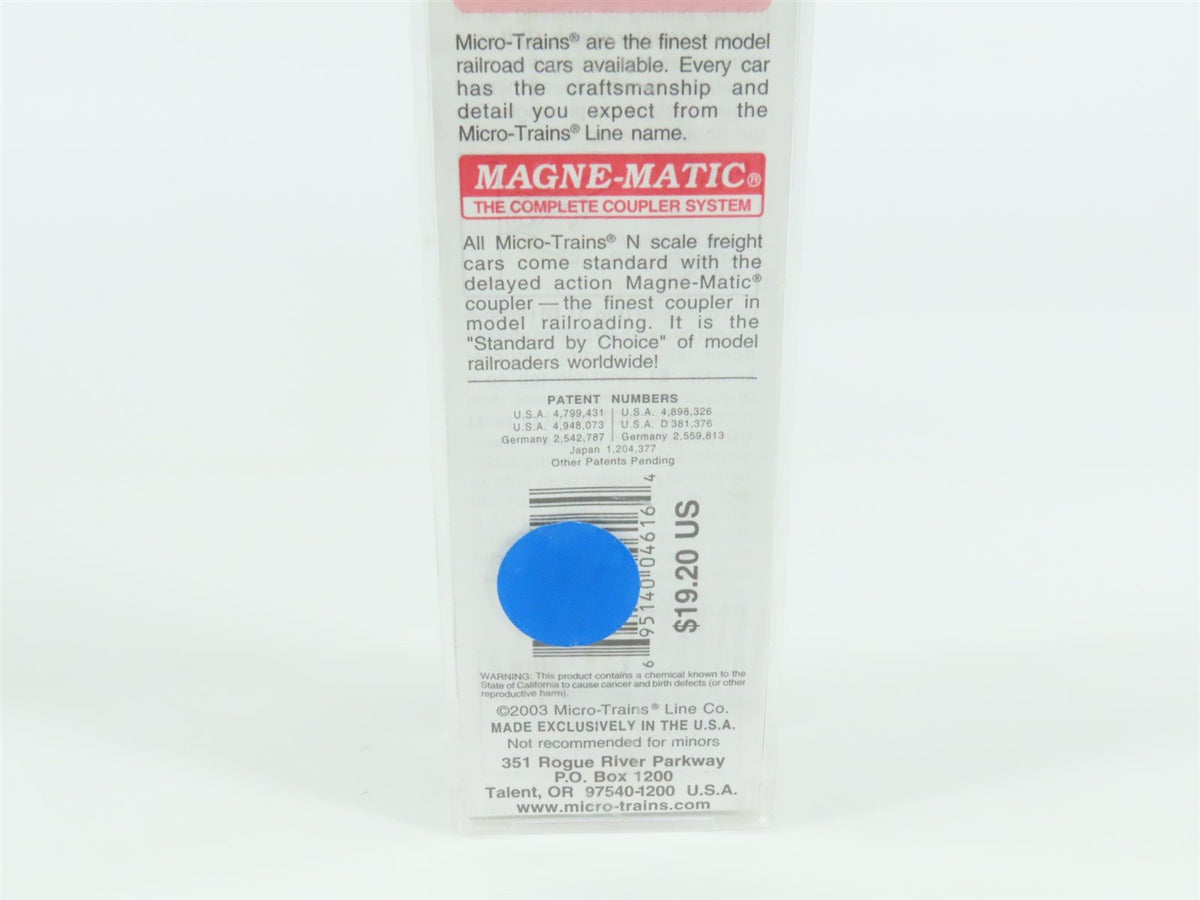 Micro-Trains® are the finest model
railroad cars available. Every car
has the craftsmanship and
detail you expect from the
Micro-Trains® Line name.
MAGNE-MATIC®
THE COMPLETE COUPLER SYSTEM
All Micro-Trains® N scale freight
cars come standard with the
delayed action Magne-Matic®
coupler — the finest coupler in
model railroading. It is the
"Standard by Choice" of model
railroaders worldwide!
PATENT NUMBERS
U.S.A. 4,799,431 | U.S.A. 4,898,326
U.S.A. 4,948,073 | U.S.A. D 381,376
Germany 2,542,787 | Germany 2,559,813
Japan 1,204,377
Other Patents Pending
6 95140 04616 4
$19.20 US
WARNING: This product contains a chemical known to the
State of California to cause cancer and birth defects (or other
reproductive harm).
©2003 Micro-Trains® Line Co.
MADE EXCLUSIVELY IN THE U.S.A.
Not recommended for minors
351 Rogue River Parkway
P.O. Box 1200
Talent, OR 97540-1200 U.S.A.
www.micro-trains.com